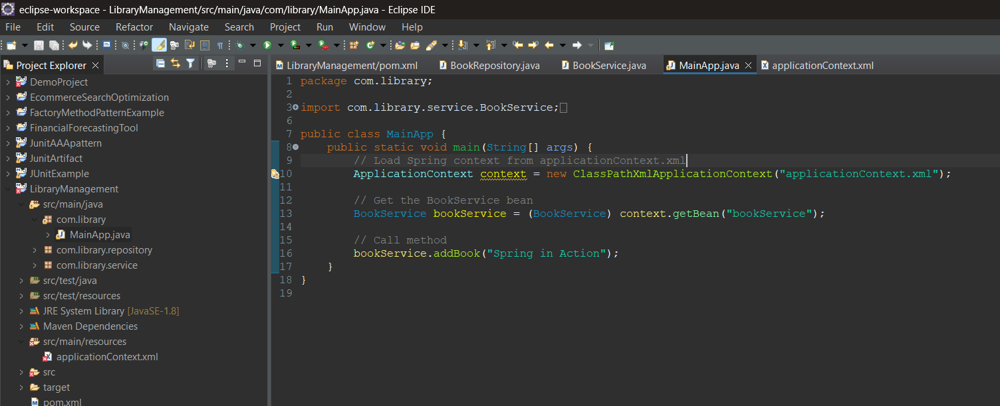 eclipse-workspace - LibraryManagement/src/main/java/com/library/MainApp.java - Eclipse IDE
File Edit Source Refactor Navigate Search Project Run Window Help
Project Explorer
DemoProject
EcommerceSearchOptimization
FactoryMethodPatternExample
FinancialForecastingTool
JunitAAApattern
JunitArtifact
JUnitExample
LibraryManagement
src/main/java
com.library
MainApp.java
com.library.repository
com.library.service
src/test/java
src/test/resources
JRE System Library [JavaSE-1.8]
Maven Dependencies
src/main/resources
applicationContext.xml
src
target
pom.xml
LibraryManagement/pom.xml BookRepository.java BookService.java MainApp.java applicationContext.xml
1 package com.library;
2
3 import com.library.service.BookService;
6
7 public class MainApp {
8 public static void main(String[] args) {
9 // Load Spring context from applicationContext.xml
10 ApplicationContext context = new ClassPathXmlApplicationContext("applicationContext.xml");
11
12 // Get the BookService bean
13 BookService bookService = (BookService) context.getBean("bookService");
14
15 // Call method
16 bookService.addBook("Spring in Action");
17 }
18 }
19